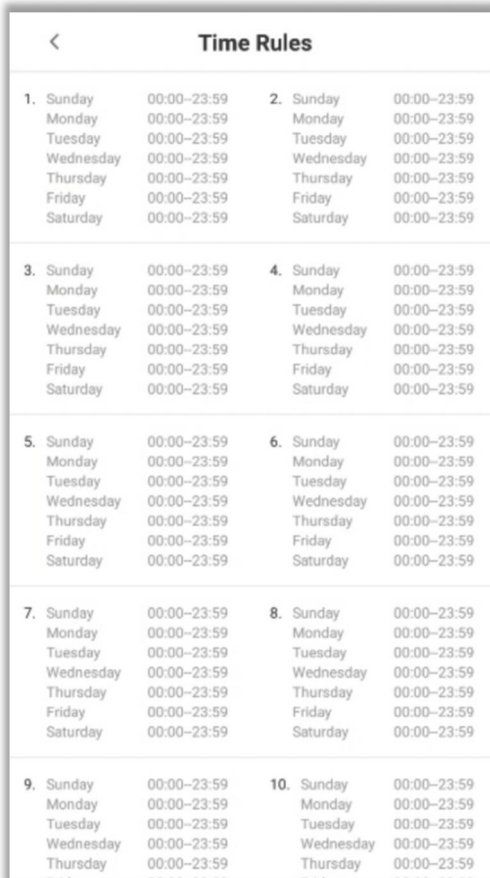 Time Rules
1. Sunday 00:00–23:59 2. Sunday 00:00–23:59
Monday 00:00–23:59 Monday 00:00–23:59
Tuesday 00:00–23:59 Tuesday 00:00–23:59
Wednesday 00:00–23:59 Wednesday 00:00–23:59
Thursday 00:00–23:59 Thursday 00:00–23:59
Friday 00:00–23:59 Friday 00:00–23:59
Saturday 00:00–23:59 Saturday 00:00–23:59
3. Sunday 00:00–23:59 4. Sunday 00:00–23:59
Monday 00:00–23:59 Monday 00:00–23:59
Tuesday 00:00–23:59 Tuesday 00:00–23:59
Wednesday 00:00–23:59 Wednesday 00:00–23:59
Thursday 00:00–23:59 Thursday 00:00–23:59
Friday 00:00–23:59 Friday 00:00–23:59
Saturday 00:00–23:59 Saturday 00:00–23:59
5. Sunday 00:00–23:59 6. Sunday 00:00–23:59
Monday 00:00–23:59 Monday 00:00–23:59
Tuesday 00:00–23:59 Tuesday 00:00–23:59
Wednesday 00:00–23:59 Wednesday 00:00–23:59
Thursday 00:00–23:59 Thursday 00:00–23:59
Friday 00:00–23:59 Friday 00:00–23:59
Saturday 00:00–23:59 Saturday 00:00–23:59
7. Sunday 00:00–23:59 8. Sunday 00:00–23:59
Monday 00:00–23:59 Monday 00:00–23:59
Tuesday 00:00–23:59 Tuesday 00:00–23:59
Wednesday 00:00–23:59 Wednesday 00:00–23:59
Thursday 00:00–23:59 Thursday 00:00–23:59
Friday 00:00–23:59 Friday 00:00–23:59
Saturday 00:00–23:59 Saturday 00:00–23:59
9. Sunday 00:00–23:59 10. Sunday 00:00–23:59
Monday 00:00–23:59 Monday 00:00–23:59
Tuesday 00:00–23:59 Tuesday 00:00–23:59
Wednesday 00:00–23:59 Wednesday 00:00–23:59
Thursday 00:00–23:59 Thursday 00:00–23:59